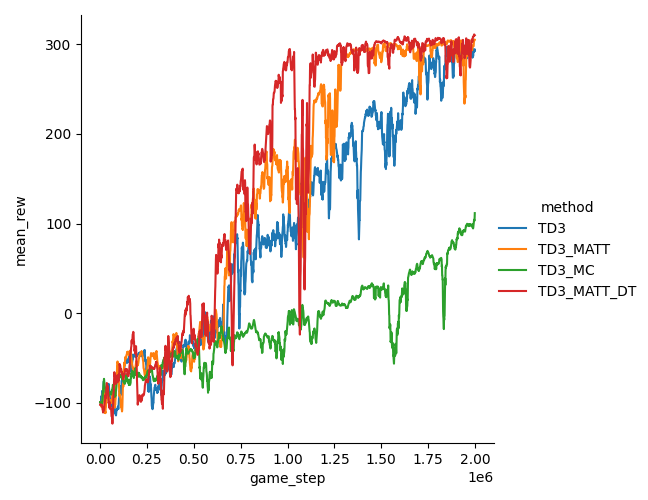 300
200
100
0
−100
mean_rew
0.00 0.25 0.50 0.75 1.00 1.25 1.50 1.75 2.00
1e6
game_step
method
TD3
TD3_MATT
TD3_MC
TD3_MATT_DT